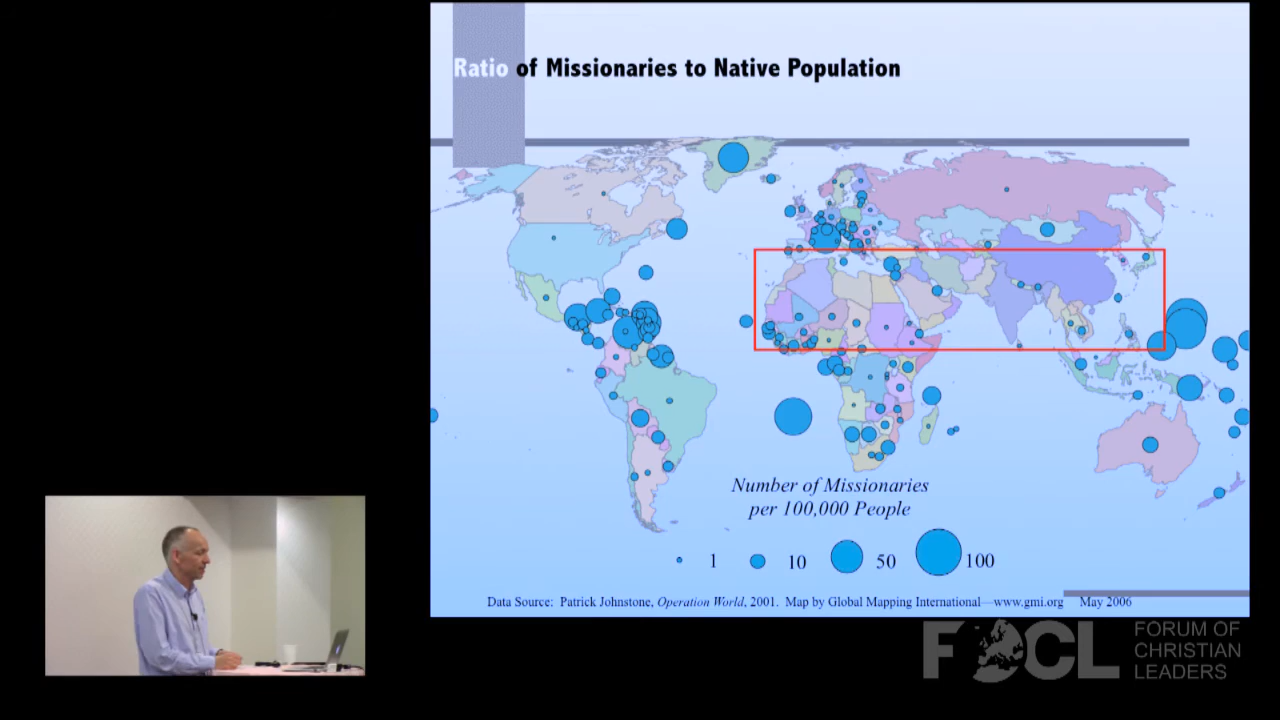 Ratio of Missionaries to Native Population
Number of Missionaries
per 100,000 People
1 10 50 100
Data Source: Patrick Johnstone, Operation World, 2001. Map by Global Mapping International—www.gmi.org May 2006
FOCL
FORUM OF
CHRISTIAN
LEADERS